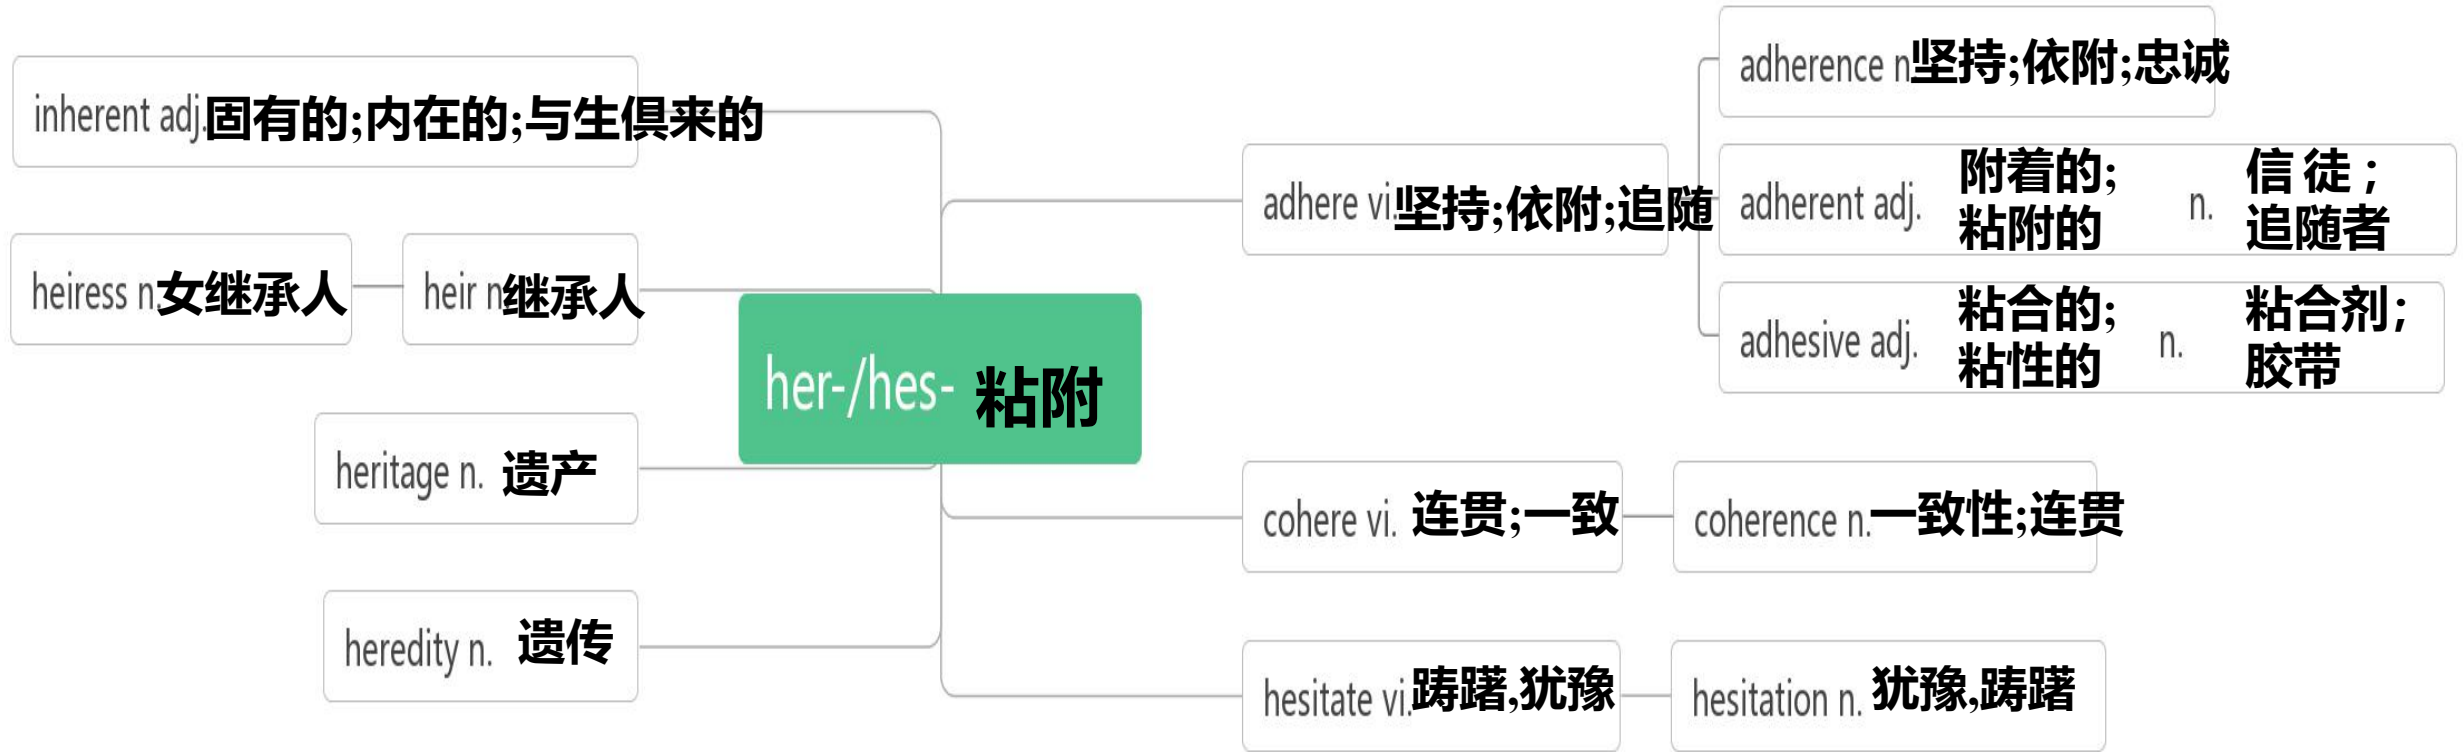 inherent adj.固有的;内在的;与生俱来的
heiress n.女继承人
heir n继承人
heritage n. 遗产
heredity n. 遗传
her-/hes- 粘附
adhere vi.坚持;依附;追随
adherence n坚持;依附;忠诚
adherent adj. 附着的;
粘附的
n. 信 徒 ;
追随者
adhesive adj. 粘合的;
粘性的
n. 粘合剂;
胶带
cohere vi. 连贯;一致
coherence n.一致性;连贯
hesitate vi.踌躇,犹豫
hesitation n. 犹豫,踌躇